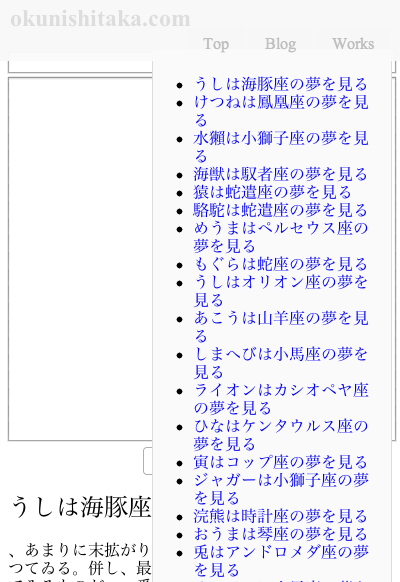 okunishitaka.com
Top Blog Works
うしは海豚座の夢を見る
けつねは鳳凰座の夢を見
る
水獺は小獅子座の夢を見
る
海獣は馭者座の夢を見る
猿は蛇遣座の夢を見る
駱駝は蛇遣座の夢を見る
めうまはペルセウス座の
夢を見る
もぐらは蛇座の夢を見る
うしはオリオン座の夢を
見る
あこうは山羊座の夢を見
る
しまへびは小馬座の夢を
見る
ライオンはカシオペヤ座
の夢を見る
ひなはケンタウルス座の
夢を見る
寅はコップ座の夢を見る
ジャガーは小獅子座の夢
を見る
浣熊は時計座の夢を見る
おうまは琴座の夢を見る
兎はアンドロメダ座の夢
を見る
うしは海豚座
、あまりに末拡がり
つてゐる。併し、最